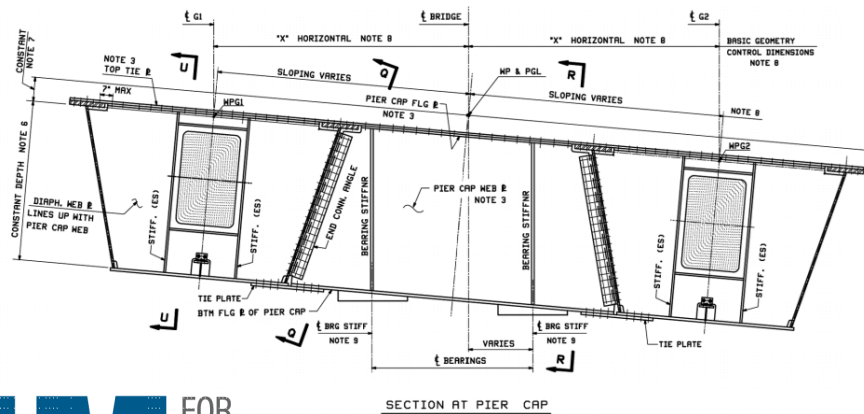 ℄ G1
℄ BRIDGE
℄ G2
"X" HORIZONTAL NOTE 8
"X" HORIZONTAL NOTE 8
BASIC GEOMETRY
CONTROL DIMENSIONS
NOTE 8
CONSTANT
NOTE 7
NOTE 3
TOP TIE ℄
7" MAX
U
Q
R
SLOPING VARIES
SLOPING VARIES
WP & PGL
WPG1
PIER CAP FLG ℄
NOTE 3
NOTE 8
WPG2
CONSTANT DEPTH NOTE 6
DIAPH. WEB ℄
LINES UP WITH
PIER CAP WEB
STIFF. (ES)
STIFF. (ES)
END CONN. ANGLE
BEARING STIFFNR
PIER CAP WEB ℄
NOTE 3
BEARING STIFFNR
STIFF. (ES)
STIFF. (ES)
TIE PLATE
BTM FLG ℄ OF PIER CAP
U
Q
℄ BRG STIFF
NOTE 9
℄ BRG STIFF
NOTE 9
VARIES
TIE PLATE
℄ BEARINGS
R
SECTION AT PIER CAP
FOR